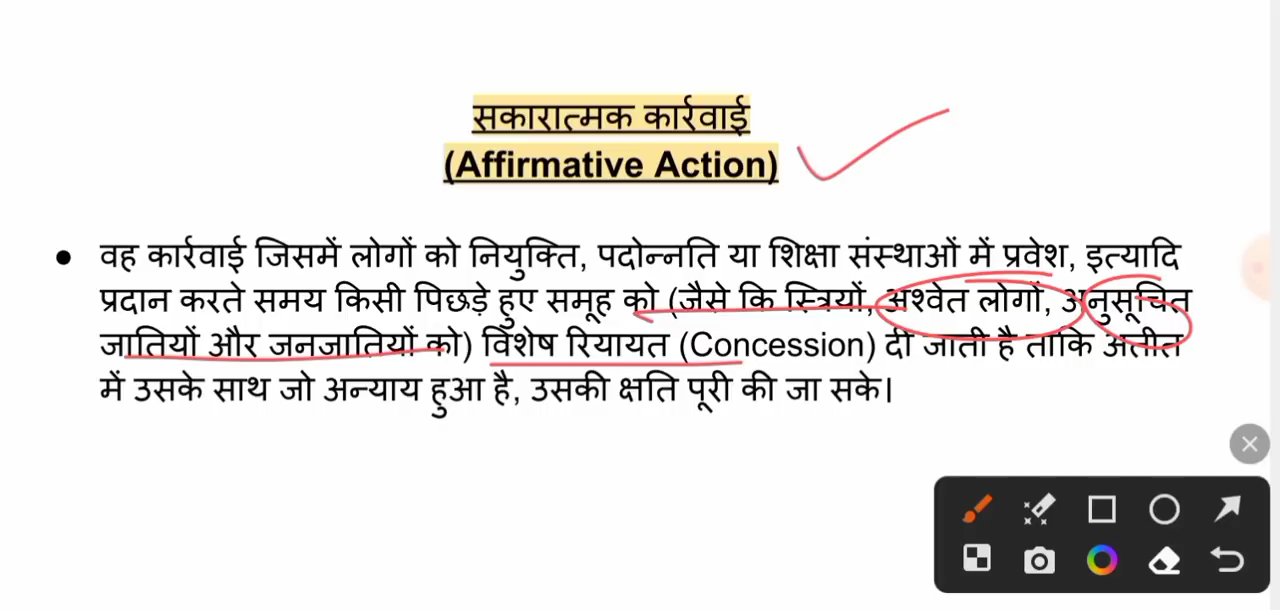 सकारात्मक कार्रवाई
(Affirmative Action)
● वह कार्रवाई जिसमें लोगों को नियुक्ति, पदोन्नति या शिक्षा संस्थाओं में प्रवेश, इत्यादि
प्रदान करते समय किसी पिछड़े हुए समूह को (जैसे कि स्त्रियों, अश्वेत लोगों, अनुसूचित
जातियों और जनजातियों को) विशेष रियायत (Concession) दी जाती है ताकि अतीत
में उसके साथ जो अन्याय हुआ है, उसकी क्षति पूरी की जा सके।